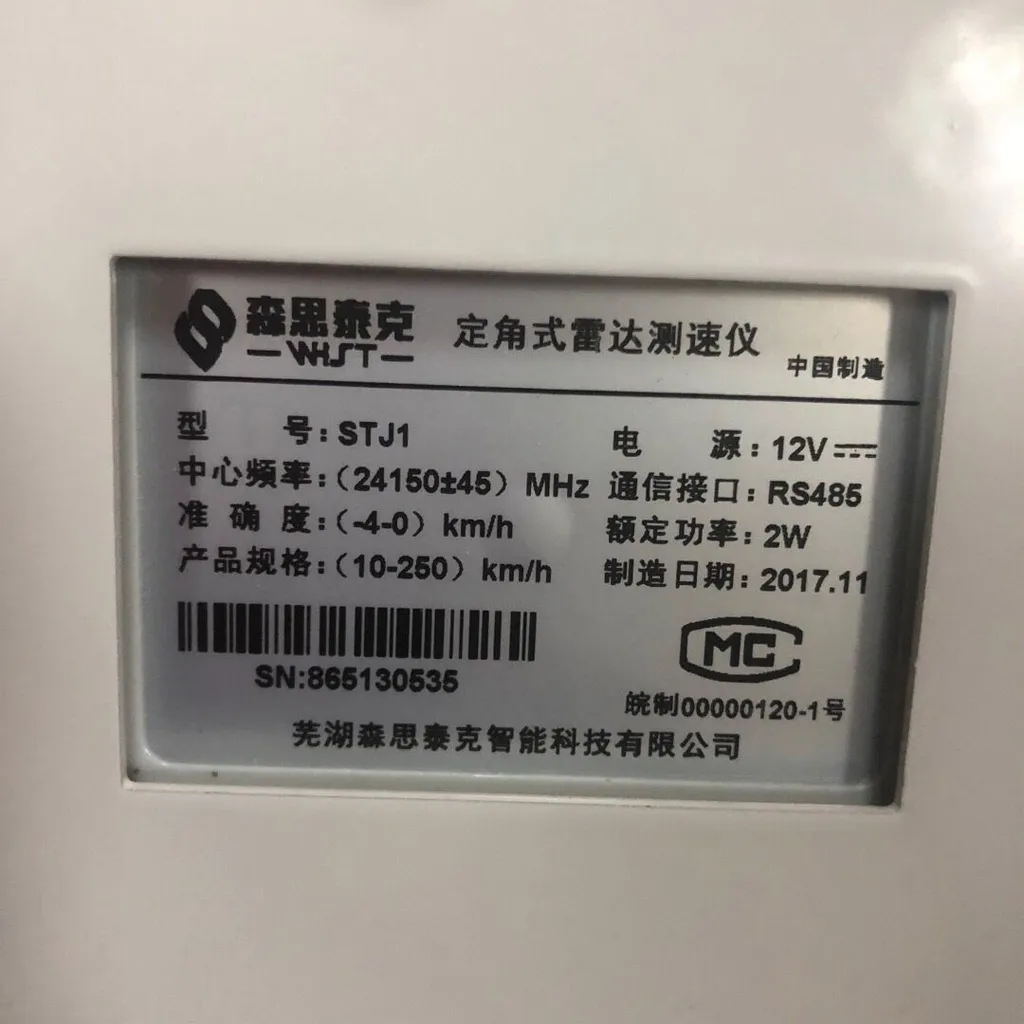 森思泰克 定角式雷达测速仪 中国制造
WHST
型 号:STJ1 电 源:12V
中心频率:(24150±45)MHz 通信接口:RS485
准 确 度:(-4-0)km/h 额定功率:2W
产品规格:(10-250)km/h 制造日期:2017.11
MC
SN:865130535
皖制00000120-1号
芜湖森思泰克智能科技有限公司